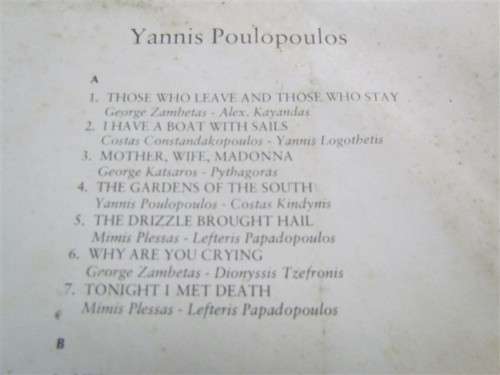 Yannis Poulopoulos
A
1. THOSE WHO LEAVE AND THOSE WHO STAY
George Zambetas - Alex. Kayandas
2. I HAVE A BOAT WITH SAILS
Costas Constandakopoulos - Yannis Logothetis
3. MOTHER, WIFE, MADONNA
George Katsaros - Pythagoras
4. THE GARDENS OF THE SOUTH
Yannis Poulopoulos - Costas Kindynis
5. THE DRIZZLE BROUGHT HAIL
Mimis Plessas - Lefteris Papadopoulos
6. WHY ARE YOU CRYING
George Zambetas - Dionyssis Tzefronis
7. TONIGHT I MET DEATH
Mimis Plessas - Lefteris Papadopoulos
B